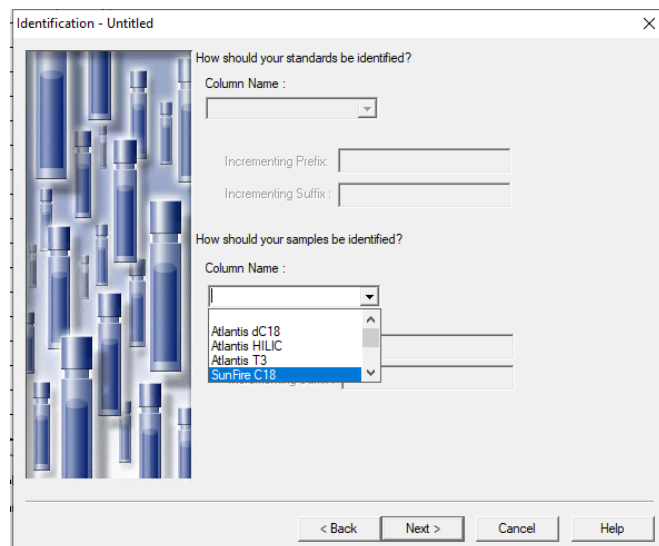 Identification - Untitled
How should your standards be identified?
Column Name :
Incrementing Prefix:
Incrementing Suffix :
How should your samples be identified?
Column Name :
Atlantis dC18
Atlantis HILIC
Atlantis T3
SunFire C18
< Back
Next >
Cancel
Help